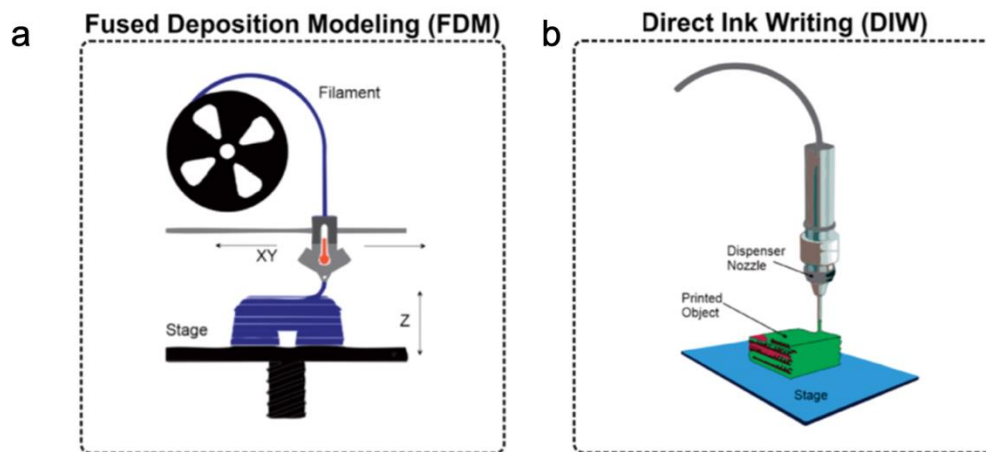 a
Fused Deposition Modeling (FDM)
Filament
XY
Z
Stage
b
Direct Ink Writing (DIW)
Dispenser
Nozzle
Printed
Object
Stage